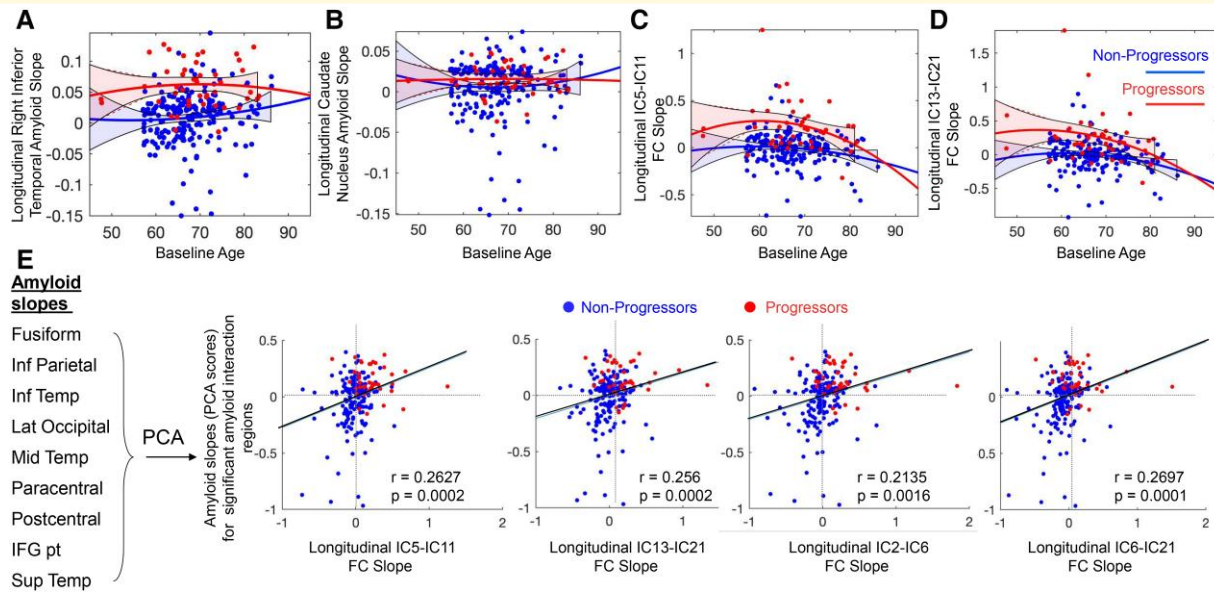 A
Longitudinal Right Inferior
Temporal Amyloid Slope
0.1
0.05
0
-0.05
-0.1
-0.15
50 60 70 80 90
Baseline Age
B
Longitudinal Caudate
Nucleus Amyloid Slope
0.05
0
-0.05
-0.1
-0.15
50 60 70 80 90
Baseline Age
C
Longitudinal IC5-IC11
FC Slope
1
0.5
0
-0.5
50 60 70 80 90
Baseline Age
D
Longitudinal IC13-IC21
FC Slope
1.5
1
0.5
0
-0.5
50 60 70 80 90
Baseline Age
Non-Progressors
Progressors
E
Amyloid
slopes
Fusiform
Inf Parietal
Inf Temp
Lat Occipital
Mid Temp
Paracentral
Postcentral
IFG pt
Sup Temp
PCA
Non-Progressors
Progressors
Amyloid slopes (PCA scores)
for significant amyloid interaction
regions
0.5
0
-0.5
-1
r = 0.2627
p = 0.0002
-1 0 1 2
Longitudinal IC5-IC11
FC Slope
0.5
0
-0.5
-1
r = 0.256
p = 0.0002
-1 0 1
Longitudinal IC13-IC21
FC Slope
0.5
0
-0.5
-1
r = 0.2135
p = 0.0016
-1 0 1 2
Longitudinal IC2-IC6
FC Slope
0.5
0
-0.5
-1
r = 0.2697
p = 0.0001
-1 0 1 2
Longitudinal IC6-IC21
FC Slope